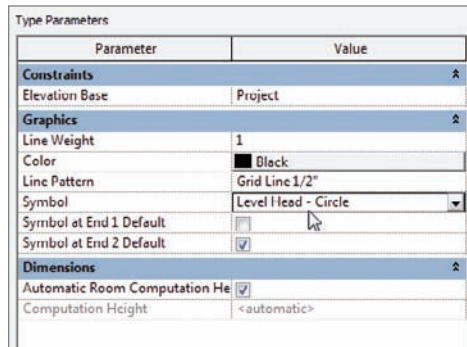 Type Parameters
Parameter Value
Constraints
Elevation Base Project
Graphics
Line Weight 1
Color Black
Line Pattern Grid Line 1/2"
Symbol Level Head - Circle
Symbol at End 1 Default
Symbol at End 2 Default
Dimensions
Automatic Room Computation He
Computation Height <automatic>